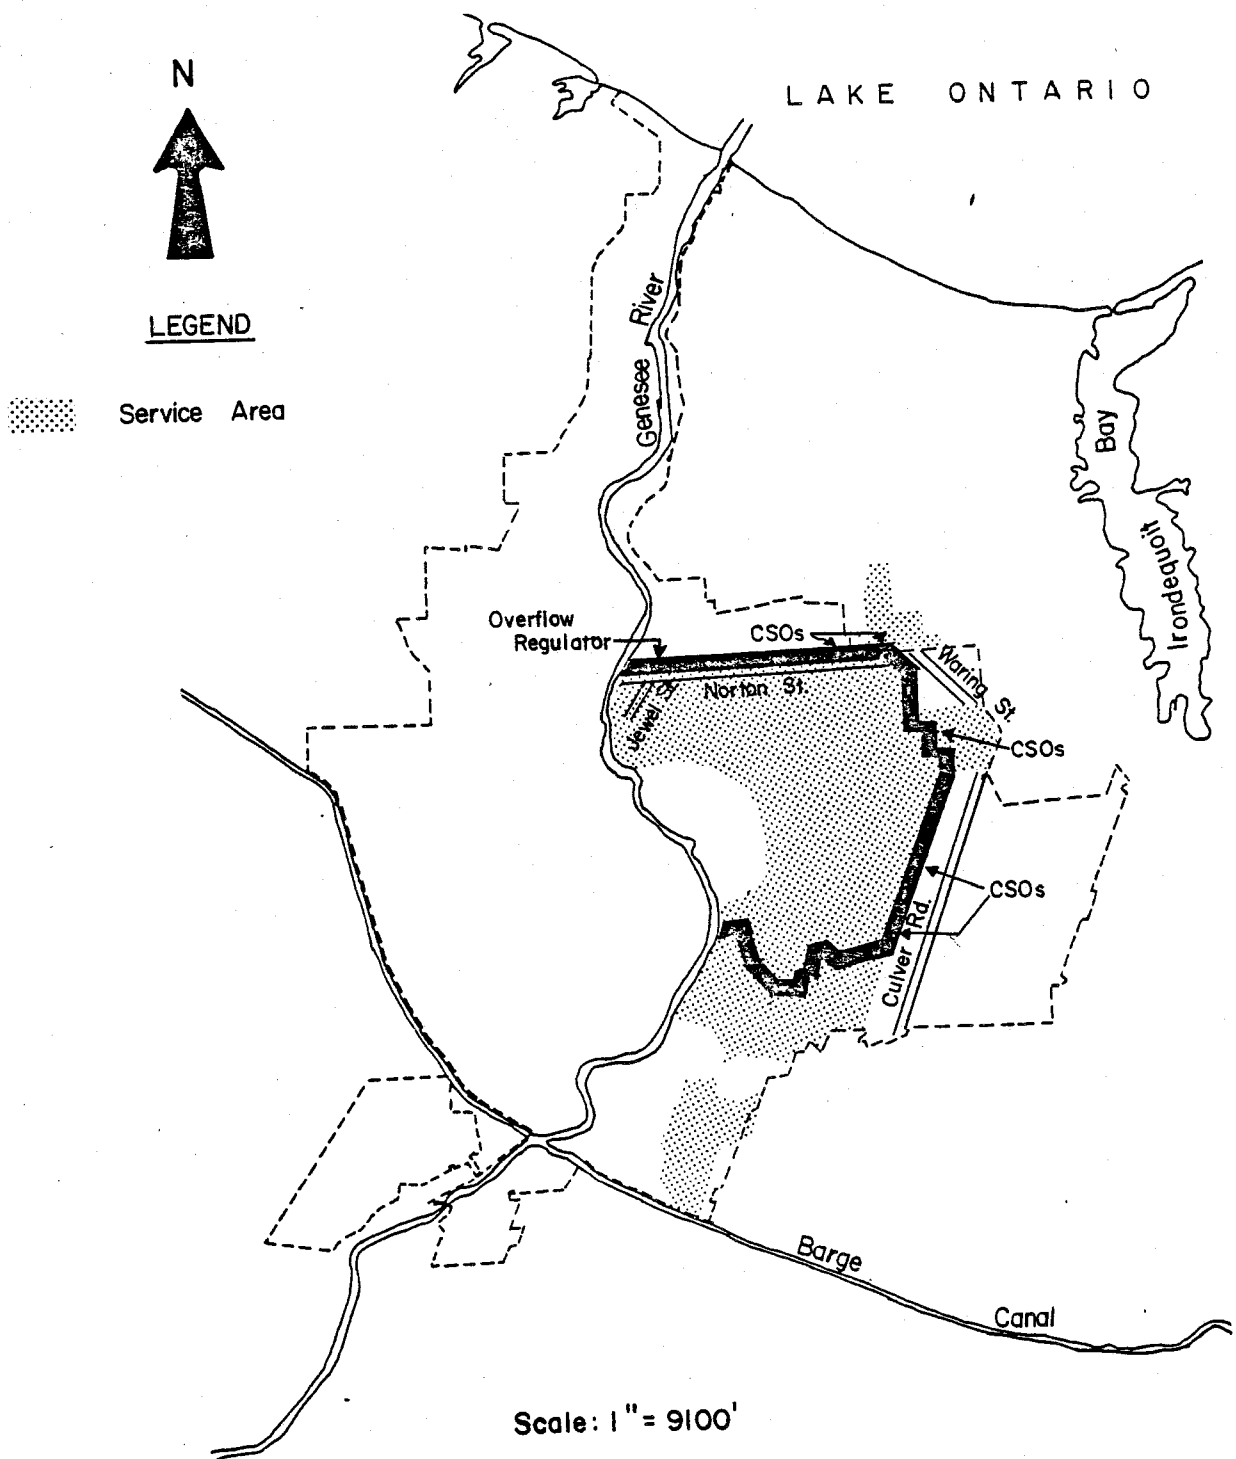 N
LAKE ONTARIO
LEGEND
Service Area
River
Genesee
Bay
Irondequoit
Overflow
Regulator
CSOs
Waring St.
Norton St.
Jewel St.
CSOs
CSOs
Culver Rd.
Barge
Canal
Scale: 1" = 9100'